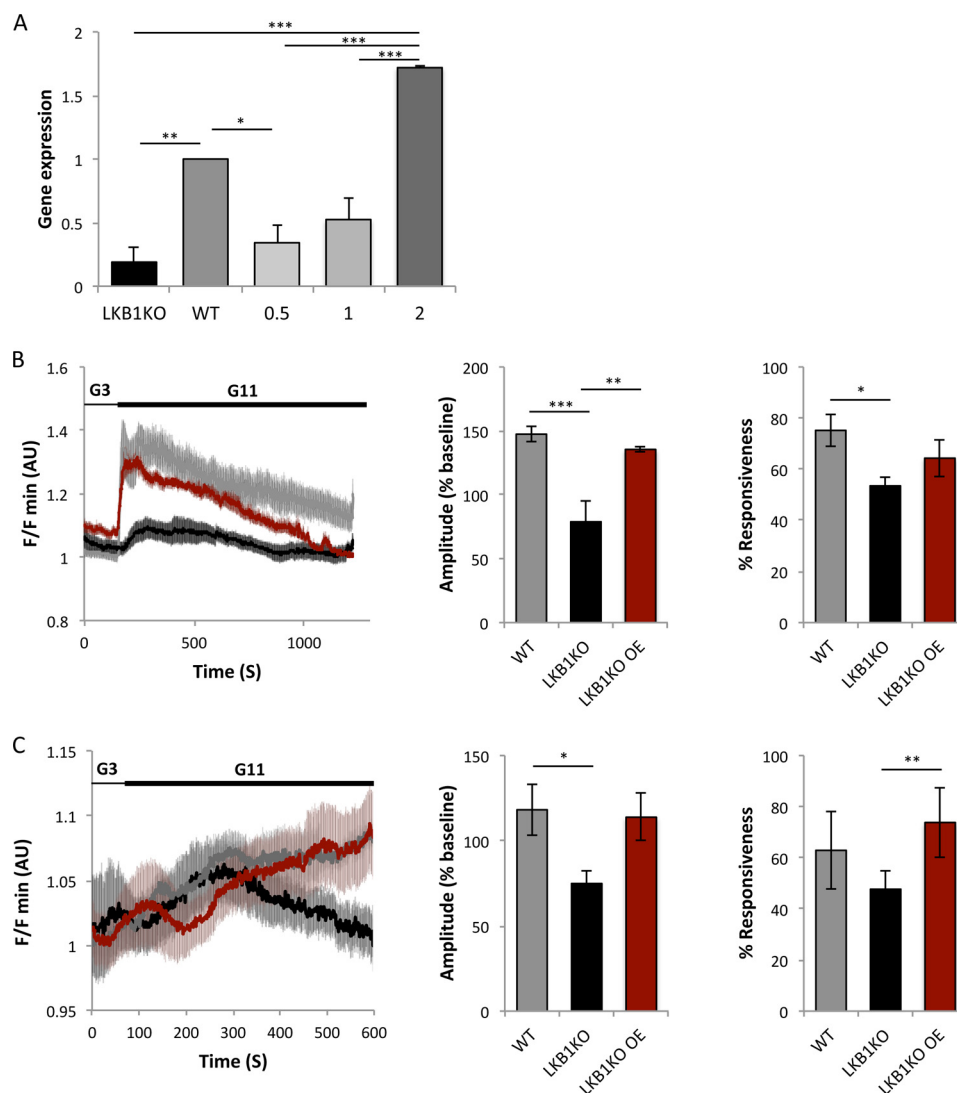 A
Gene expression
2
1.5
1
0.5
0
***
***
***
**
*
LKB1KO WT 0.5 1 2
B
F/F min (AU)
1.6
1.4
1.2
1
0.8
G3 G11
0 500 1000
Time (S)
Amplitude (% baseline)
200
150
100
50
0
***
**
WT LKB1KO LKB1KO OE
% Responsiveness
100
80
60
40
20
0
*
WT LKB1KO LKB1KO OE
C
F/F min (AU)
1.15
1.1
1.05
1
0.95
G3 G11
0 100 200 300 400 500 600
Time (S)
Amplitude (% baseline)
150
100
50
0
*
WT LKB1KO LKB1KO OE
% Responsiveness
100
80
60
40
20
0
**
WT LKB1KO LKB1KO OE